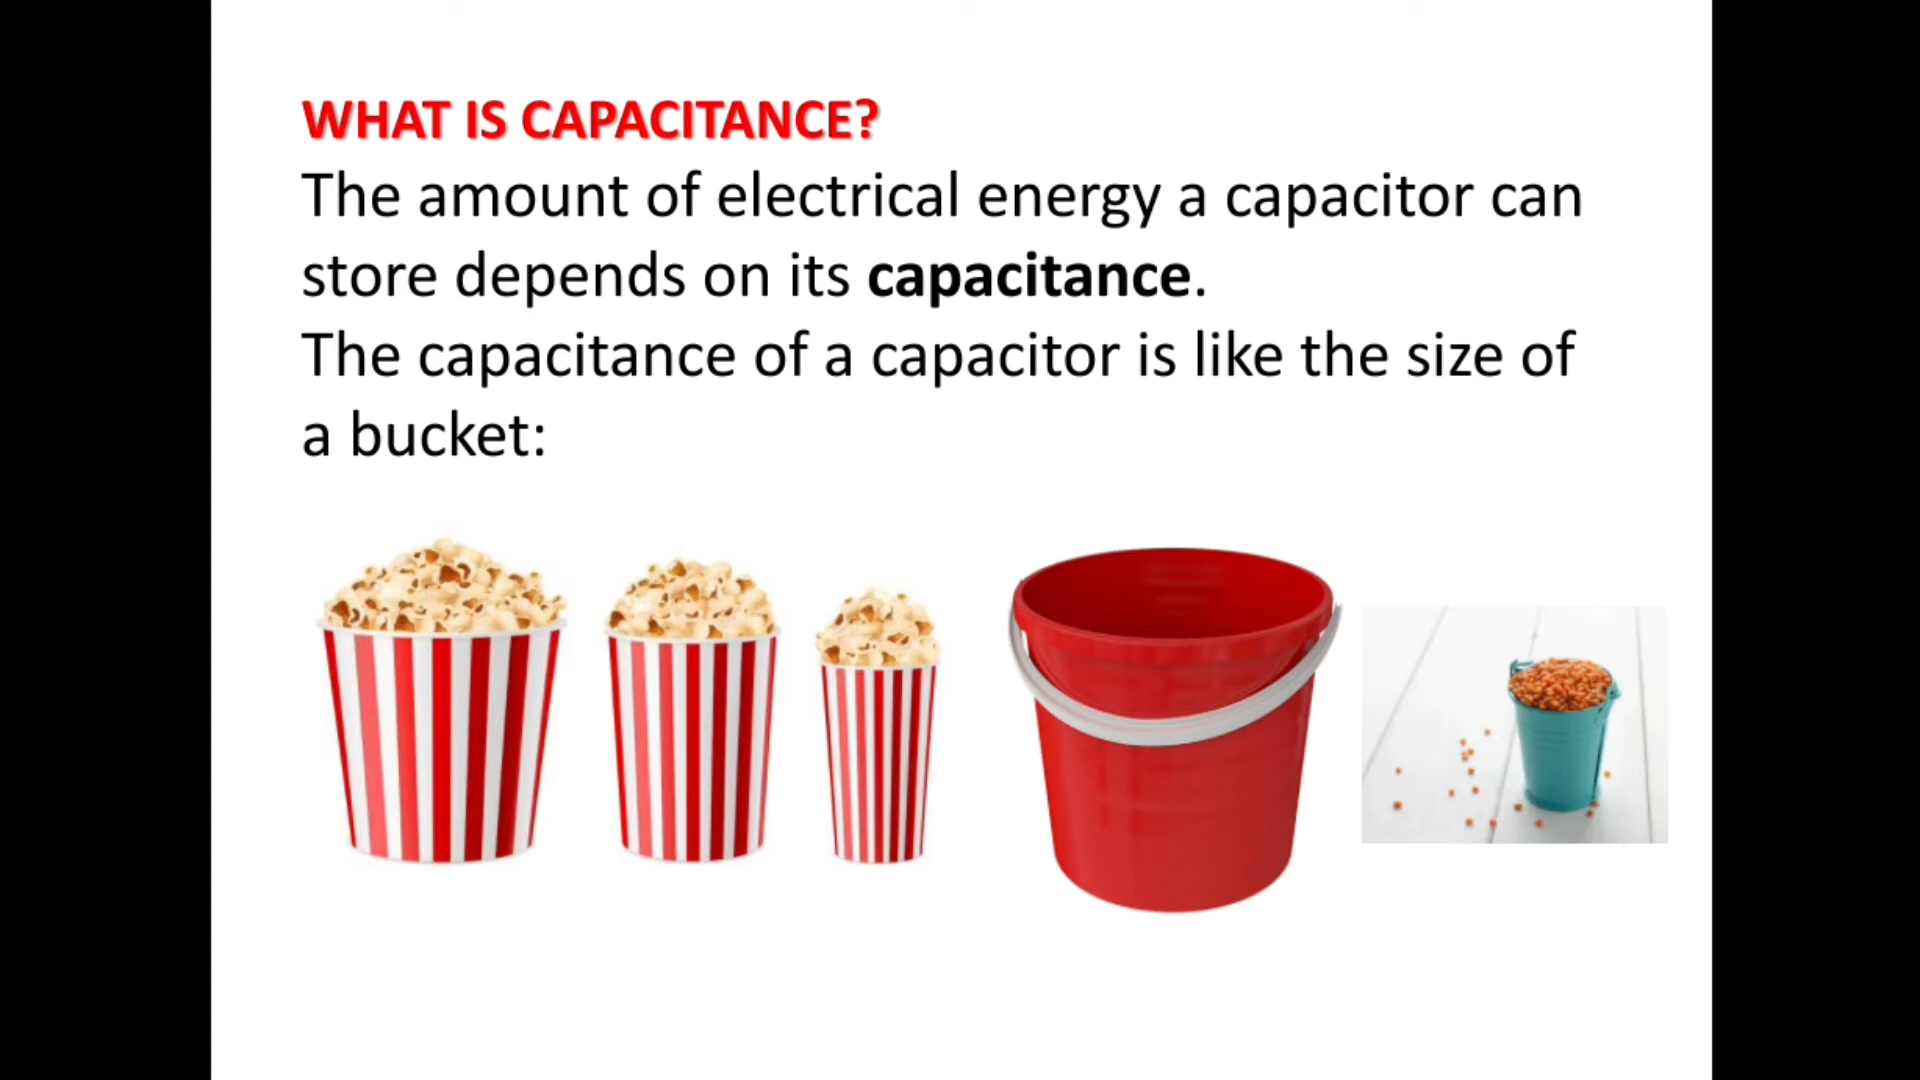 WHAT IS CAPACITANCE?
The amount of electrical energy a capacitor can
store depends on its capacitance.
The capacitance of a capacitor is like the size of
a bucket: